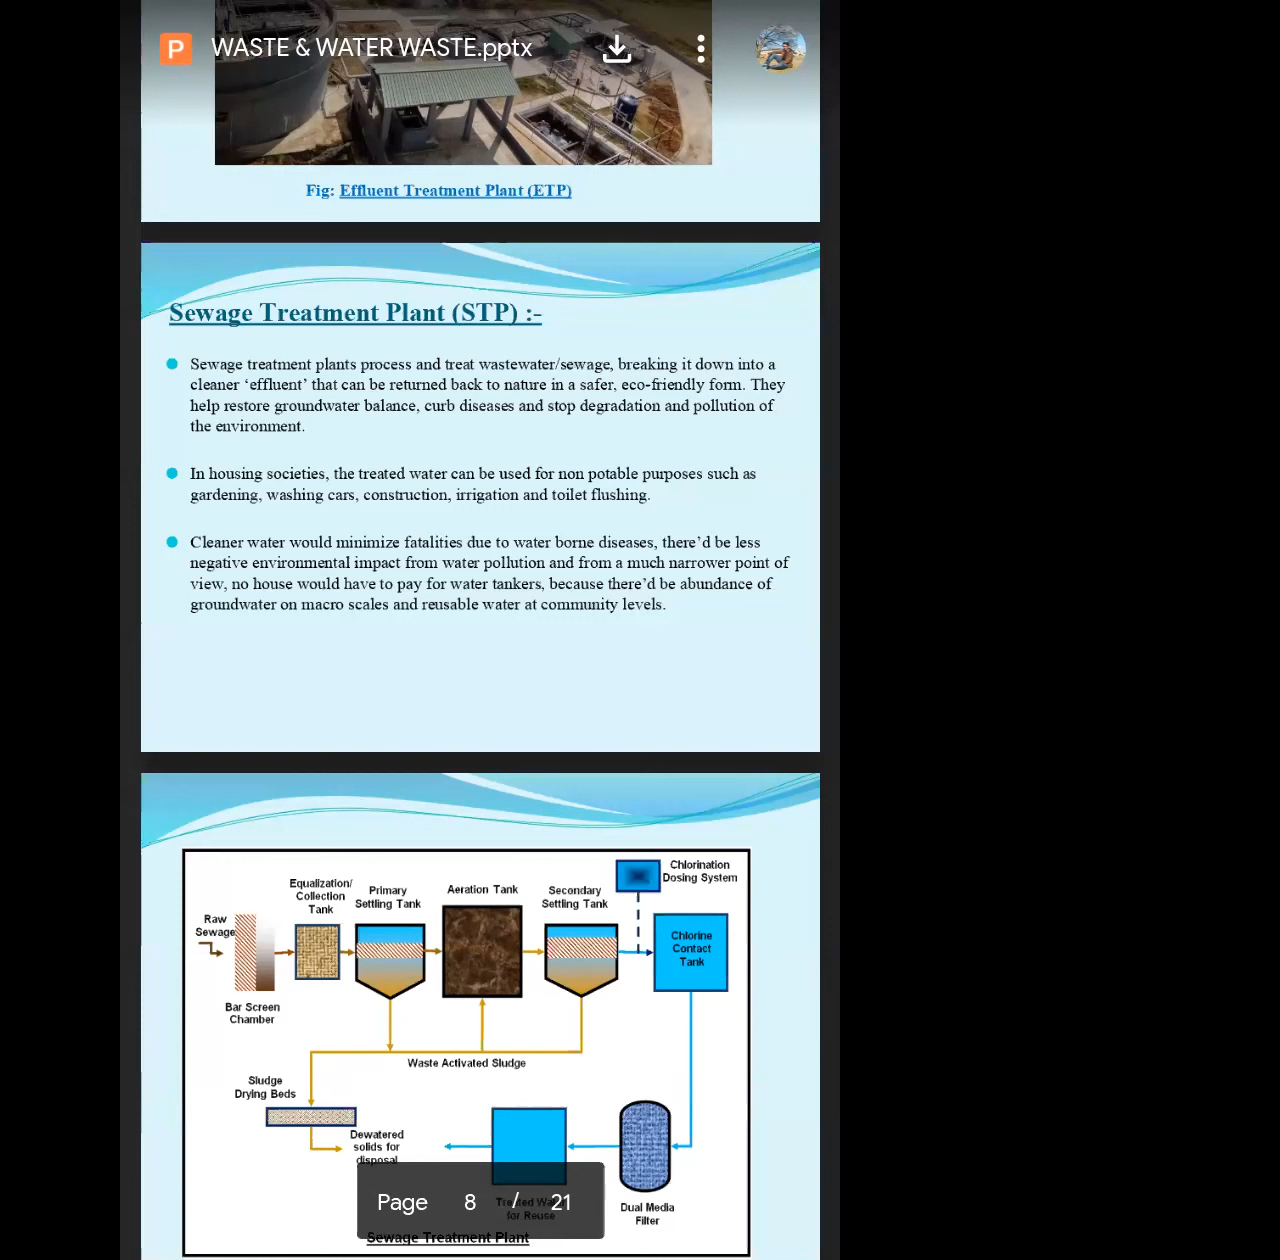 P WASTE & WATER WASTE.pptx
Fig: Effluent Treatment Plant (ETP)
Sewage Treatment Plant (STP) :-
Sewage treatment plants process and treat wastewater/sewage, breaking it down into a
cleaner ‘effluent’ that can be returned back to nature in a safer, eco-friendly form. They
help restore groundwater balance, curb diseases and stop degradation and pollution of
the environment.
In housing societies, the treated water can be used for non potable purposes such as
gardening, washing cars, construction, irrigation and toilet flushing.
Cleaner water would minimize fatalities due to water borne diseases, there’d be less
negative environmental impact from water pollution and from a much narrower point of
view, no house would have to pay for water tankers, because there’d be abundance of
groundwater on macro scales and reusable water at community levels.
Chlorination
Dosing System
Equalization/
Collection
Tank
Primary
Settling Tank
Aeration Tank
Secondary
Settling Tank
Raw
Sewage
Chlorine
Contact
Tank
Bar Screen
Chamber
Waste Activated Sludge
Sludge
Drying Beds
Dewatered
solids for
disposal
Treated Water
for Reuse
Dual Media
Filter
Page 8 / 21
Sewage Treatment Plant